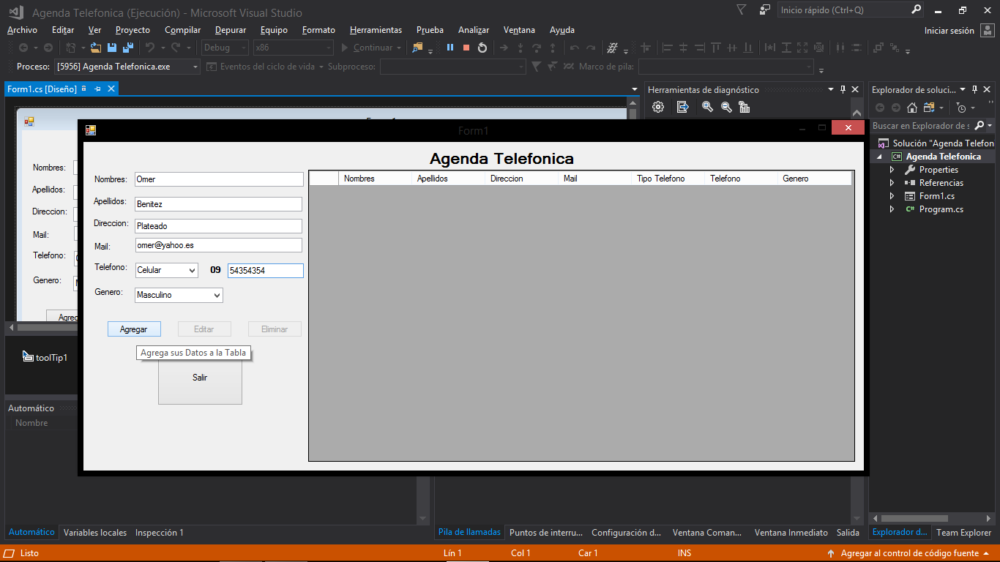 Agenda Telefonica (Ejecución) - Microsoft Visual Studio
Inicio rápido (Ctrl+Q)
Archivo Editar Ver Proyecto Compilar Depurar Equipo Formato Herramientas Prueba Analizar Ventana Ayuda
Iniciar sesión
Debug x86 Continuar
Proceso: [5956] Agenda Telefonica.exe Eventos del ciclo de vida Subproceso: Marco de pila:
Form1.cs [Diseño]
Herramientas de diagnóstico
Explorador de soluci...
Buscar en Explorador de s
Solución "Agenda Telefon
Agenda Telefonica
Properties
Referencias
Form1.cs
Program.cs
Nombres:
Apellidos:
Direccion:
Mail:
Telefono:
Genero:
Agreg
Form1
Agenda Telefonica
Nombres: Omer
Apellidos: Benitez
Direccion: Plateado
Mail: omer@yahoo.es
Telefono: Celular 09 54354354
Genero: Masculino
Agregar Editar Eliminar
Agrega sus Datos a la Tabla
Salir
Nombres Apellidos Direccion Mail Tipo Telefono Telefono Genero
toolTip1
Automático
Nombre
Automático Variables locales Inspección 1
Pila de llamadas Puntos de interru... Configuración d... Ventana Coman... Ventana Inmediato Salida
Explorador d... Team Explorer
Listo Lín 1 Col 1 Car 1 INS Agregar al control de código fuente